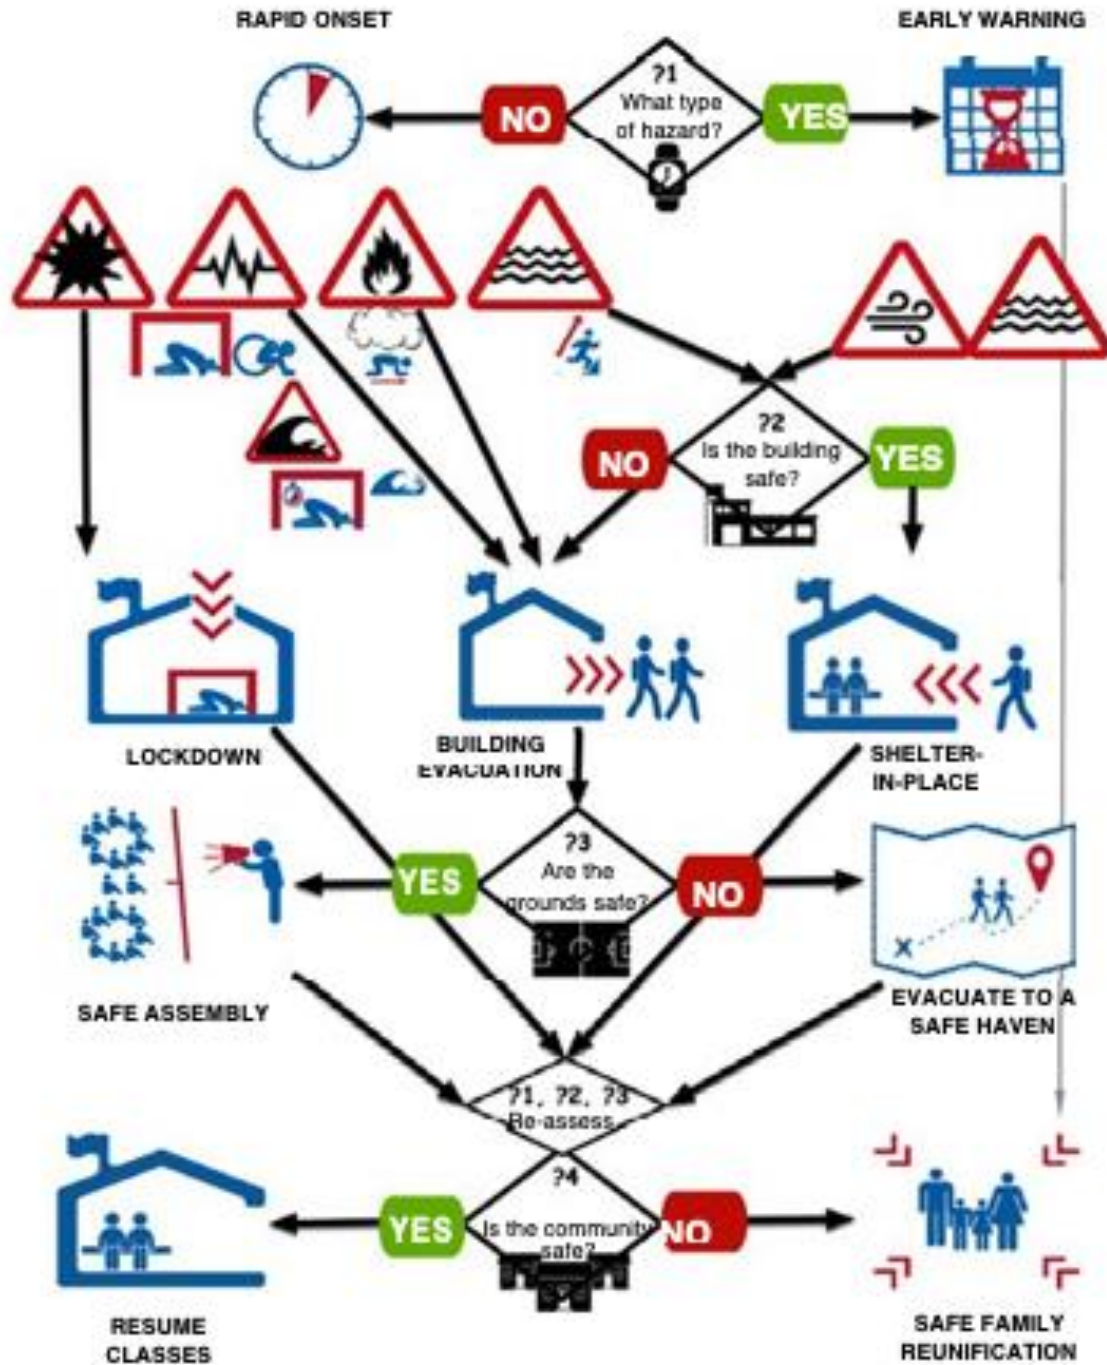 RAPID ONSET
EARLY WARNING
?1
What type
of hazard?
NO
YES
?2
Is the building
safe?
NO
YES
LOCKDOWN
BUILDING
EVACUATION
SHELTER-
IN-PLACE
?3
Are the
grounds safe?
YES
NO
SAFE ASSEMBLY
EVACUATE TO A
SAFE HAVEN
?1, ?2, ?3
Re-assess
?4
Is the community
safe?
YES
NO
RESUME
CLASSES
SAFE FAMILY
REUNIFICATION